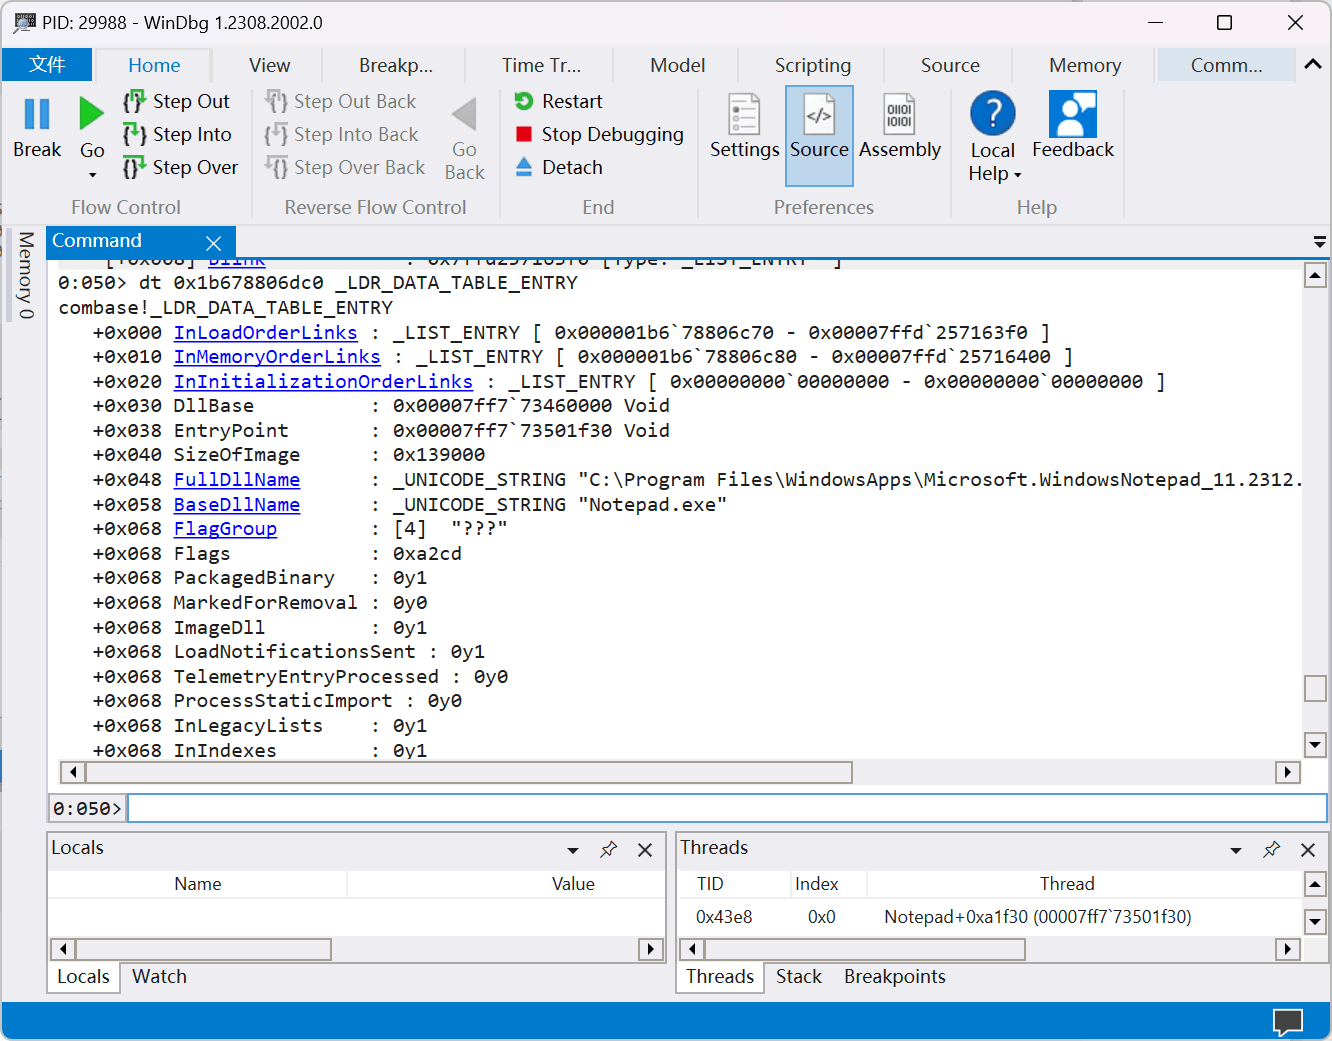 PID: 29988 - WinDbg 1.2308.2002.0
文件 Home View Breakp... Time Tr... Model Scripting Source Memory Comm...
Break
Go
Step Out
Step Into
Step Over
Flow Control
Step Out Back
Step Into Back
Step Over Back
Go
Back
Reverse Flow Control
Restart
Stop Debugging
Detach
End
Settings
Source
Assembly
Preferences
Local
Help
Feedback
Help
Memory 0
Command
[+0x068] Blink : 0x7ffd257163f0 [Type: _LIST_ENTRY *]
0:050> dt 0x1b678806dc0 _LDR_DATA_TABLE_ENTRY
combase!_LDR_DATA_TABLE_ENTRY
+0x000 InLoadOrderLinks : _LIST_ENTRY [ 0x000001b6`78806c70 - 0x00007ffd`257163f0 ]
+0x010 InMemoryOrderLinks : _LIST_ENTRY [ 0x000001b6`78806c80 - 0x00007ffd`25716400 ]
+0x020 InInitializationOrderLinks : _LIST_ENTRY [ 0x00000000`00000000 - 0x00000000`00000000 ]
+0x030 DllBase : 0x00007ff7`73460000 Void
+0x038 EntryPoint : 0x00007ff7`73501f30 Void
+0x040 SizeOfImage : 0x139000
+0x048 FullDllName : _UNICODE_STRING "C:\Program Files\WindowsApps\Microsoft.WindowsNotepad_11.2312.
+0x058 BaseDllName : _UNICODE_STRING "Notepad.exe"
+0x068 FlagGroup : [4] "???"
+0x068 Flags : 0xa2cd
+0x068 PackagedBinary : 0y1
+0x068 MarkedForRemoval : 0y0
+0x068 ImageDll : 0y1
+0x068 LoadNotificationsSent : 0y1
+0x068 TelemetryEntryProcessed : 0y0
+0x068 ProcessStaticImport : 0y0
+0x068 InLegacyLists : 0y1
+0x068 InIndexes : 0y1
0:050>
Locals
Name Value
Locals Watch
Threads
TID Index Thread
0x43e8 0x0 Notepad+0xa1f30 (00007ff7`73501f30)
Threads Stack Breakpoints